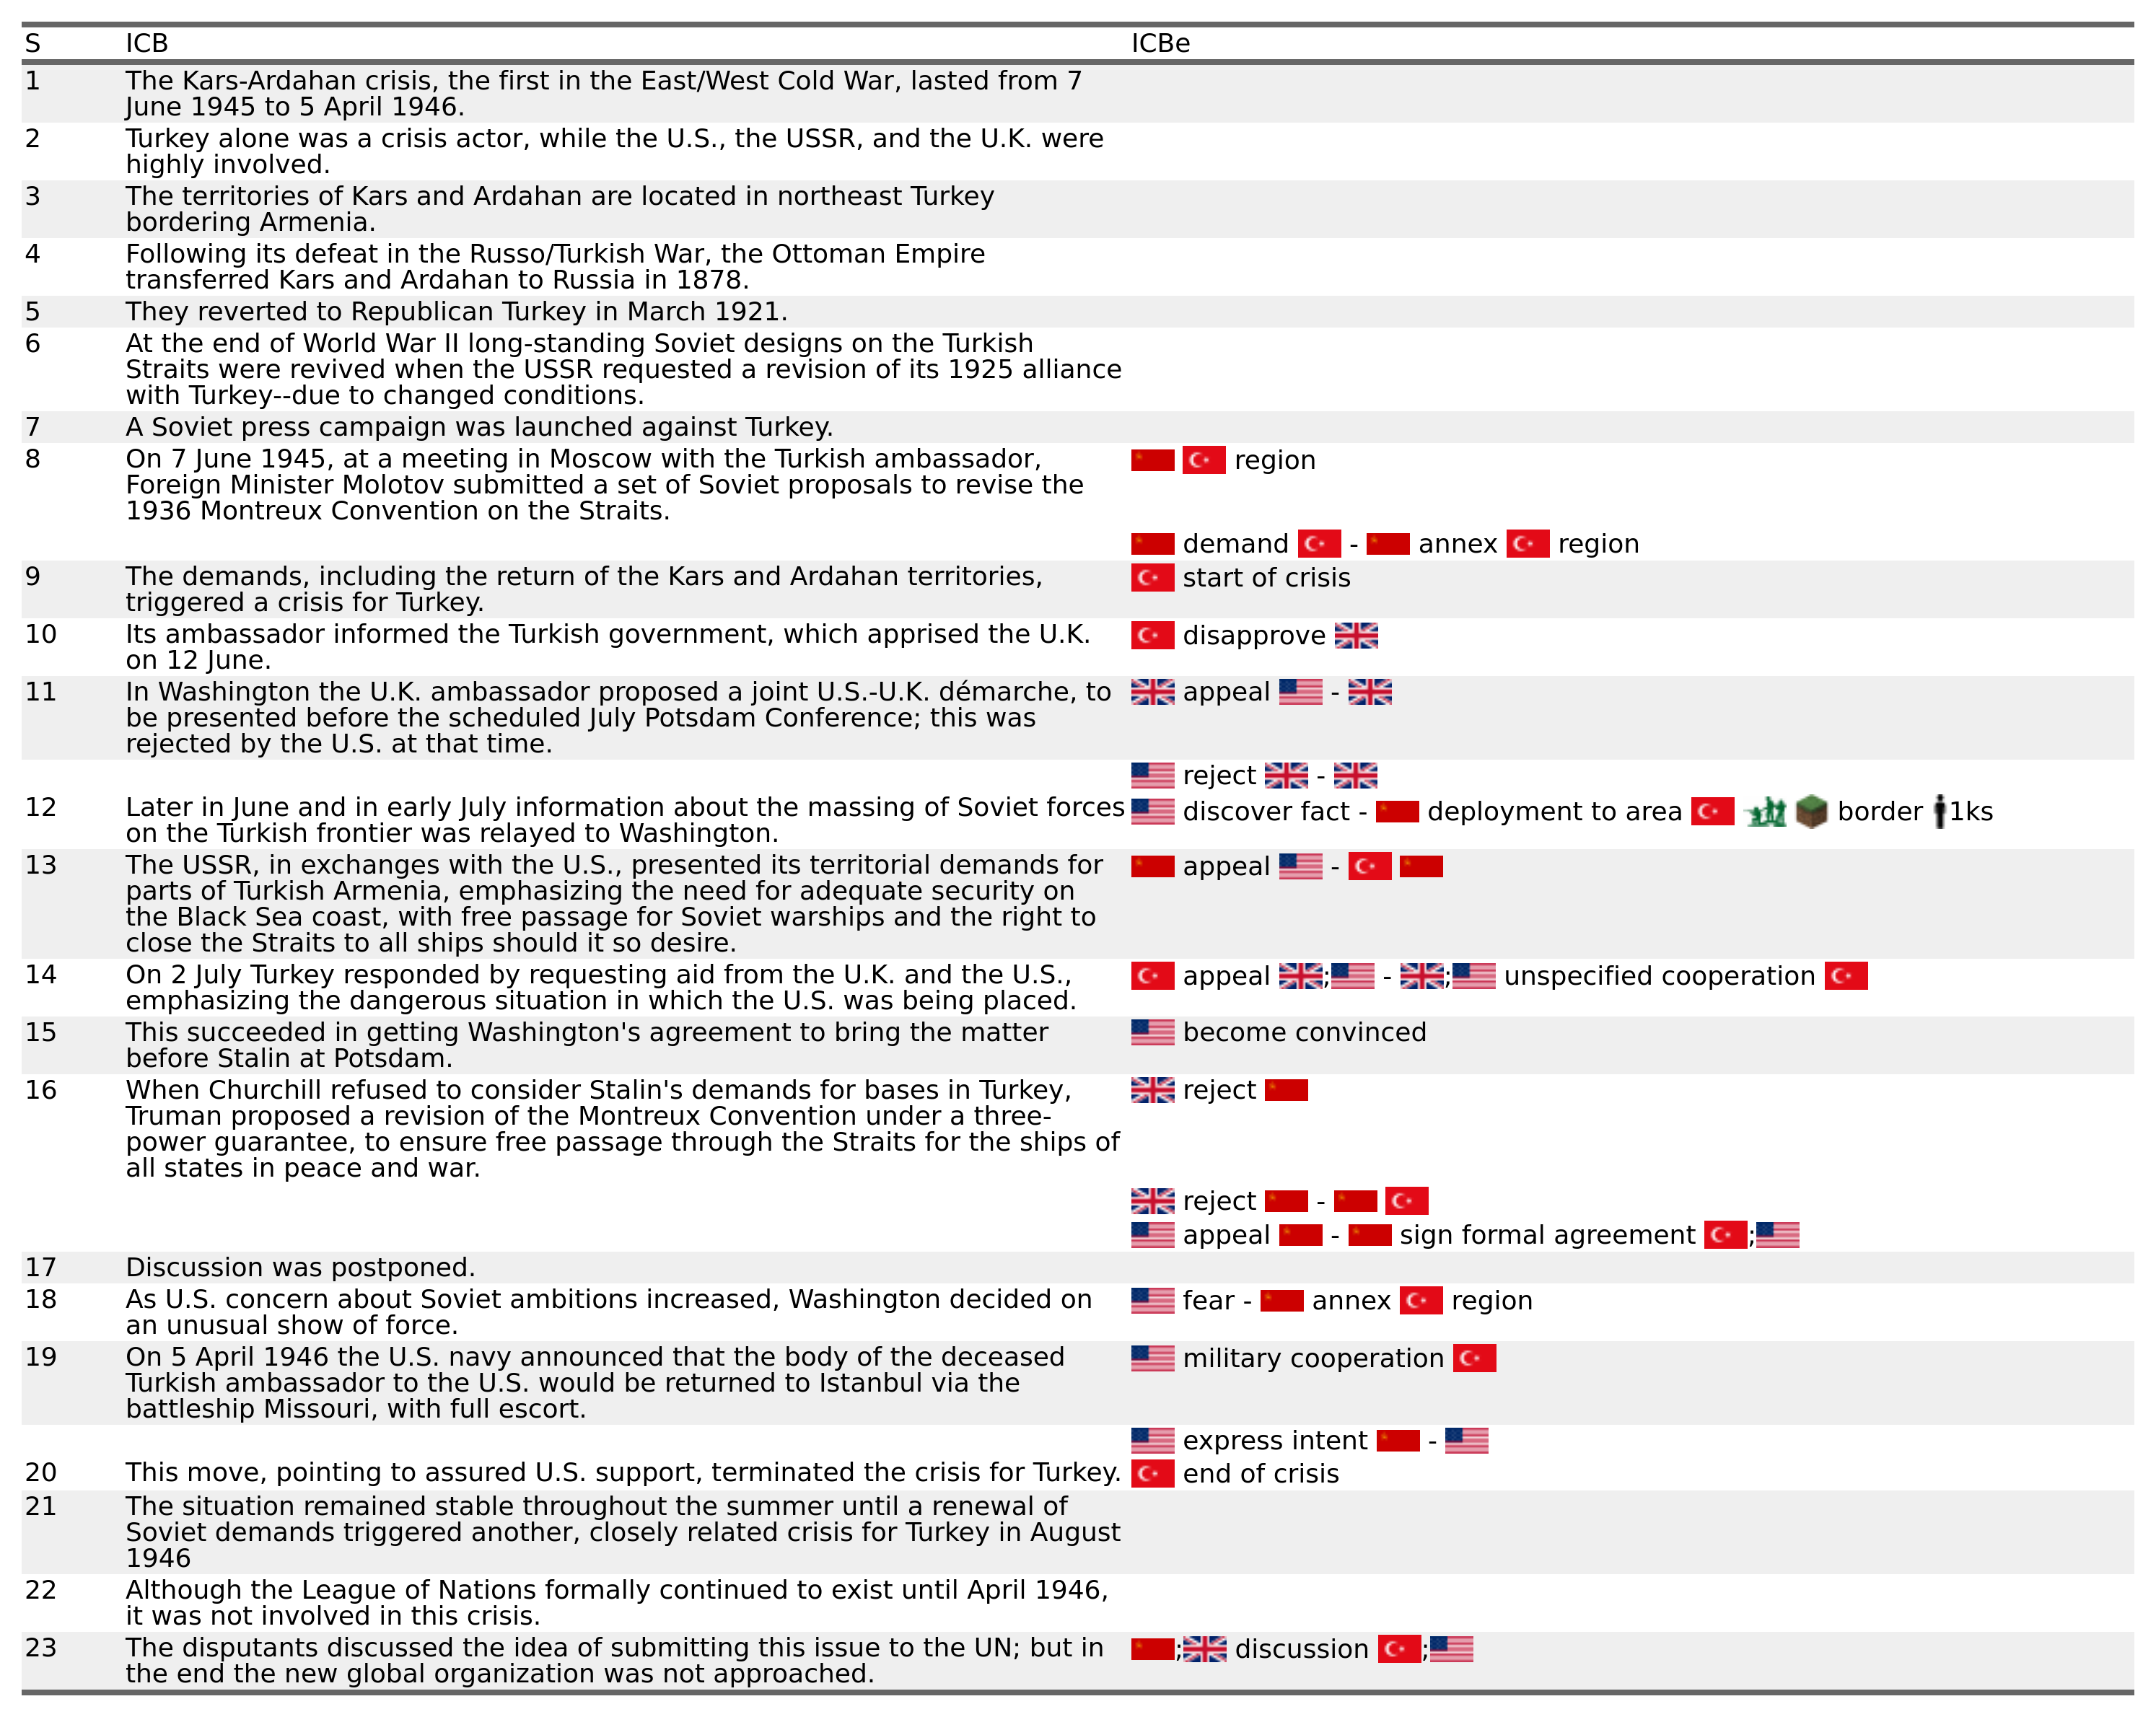 S ICB ICBe
1 The Kars-Ardahan crisis, the first in the East/West Cold War, lasted from 7
June 1945 to 5 April 1946.
2 Turkey alone was a crisis actor, while the U.S., the USSR, and the U.K. were
highly involved.
3 The territories of Kars and Ardahan are located in northeast Turkey
bordering Armenia.
4 Following its defeat in the Russo/Turkish War, the Ottoman Empire
transferred Kars and Ardahan to Russia in 1878.
5 They reverted to Republican Turkey in March 1921.
6 At the end of World War II long-standing Soviet designs on the Turkish
Straits were revived when the USSR requested a revision of its 1925 alliance
with Turkey--due to changed conditions.
7 A Soviet press campaign was launched against Turkey.
8 On 7 June 1945, at a meeting in Moscow with the Turkish ambassador, region
Foreign Minister Molotov submitted a set of Soviet proposals to revise the
1936 Montreux Convention on the Straits.
demand - annex region
9 The demands, including the return of the Kars and Ardahan territories, start of crisis
triggered a crisis for Turkey.
10 Its ambassador informed the Turkish government, which apprised the U.K. disapprove
on 12 June.
11 In Washington the U.K. ambassador proposed a joint U.S.-U.K. démarche, to appeal -
be presented before the scheduled July Potsdam Conference; this was
rejected by the U.S. at that time.
reject -
12 Later in June and in early July information about the massing of Soviet forces discover fact - deployment to area border 1ks
on the Turkish frontier was relayed to Washington.
13 The USSR, in exchanges with the U.S., presented its territorial demands for appeal -
parts of Turkish Armenia, emphasizing the need for adequate security on
the Black Sea coast, with free passage for Soviet warships and the right to
close the Straits to all ships should it so desire.
14 On 2 July Turkey responded by requesting aid from the U.K. and the U.S., appeal ; - ; unspecified cooperation
emphasizing the dangerous situation in which the U.S. was being placed.
15 This succeeded in getting Washington's agreement to bring the matter become convinced
before Stalin at Potsdam.
16 When Churchill refused to consider Stalin's demands for bases in Turkey, reject
Truman proposed a revision of the Montreux Convention under a three-
power guarantee, to ensure free passage through the Straits for the ships of
all states in peace and war.
reject -
appeal - sign formal agreement ;
17 Discussion was postponed.
18 As U.S. concern about Soviet ambitions increased, Washington decided on fear - annex region
an unusual show of force.
19 On 5 April 1946 the U.S. navy announced that the body of the deceased military cooperation
Turkish ambassador to the U.S. would be returned to Istanbul via the
battleship Missouri, with full escort.
express intent -
20 This move, pointing to assured U.S. support, terminated the crisis for Turkey. end of crisis
21 The situation remained stable throughout the summer until a renewal of
Soviet demands triggered another, closely related crisis for Turkey in August
1946
22 Although the League of Nations formally continued to exist until April 1946,
it was not involved in this crisis.
23 The disputants discussed the idea of submitting this issue to the UN; but in ; discussion ;
the end the new global organization was not approached.